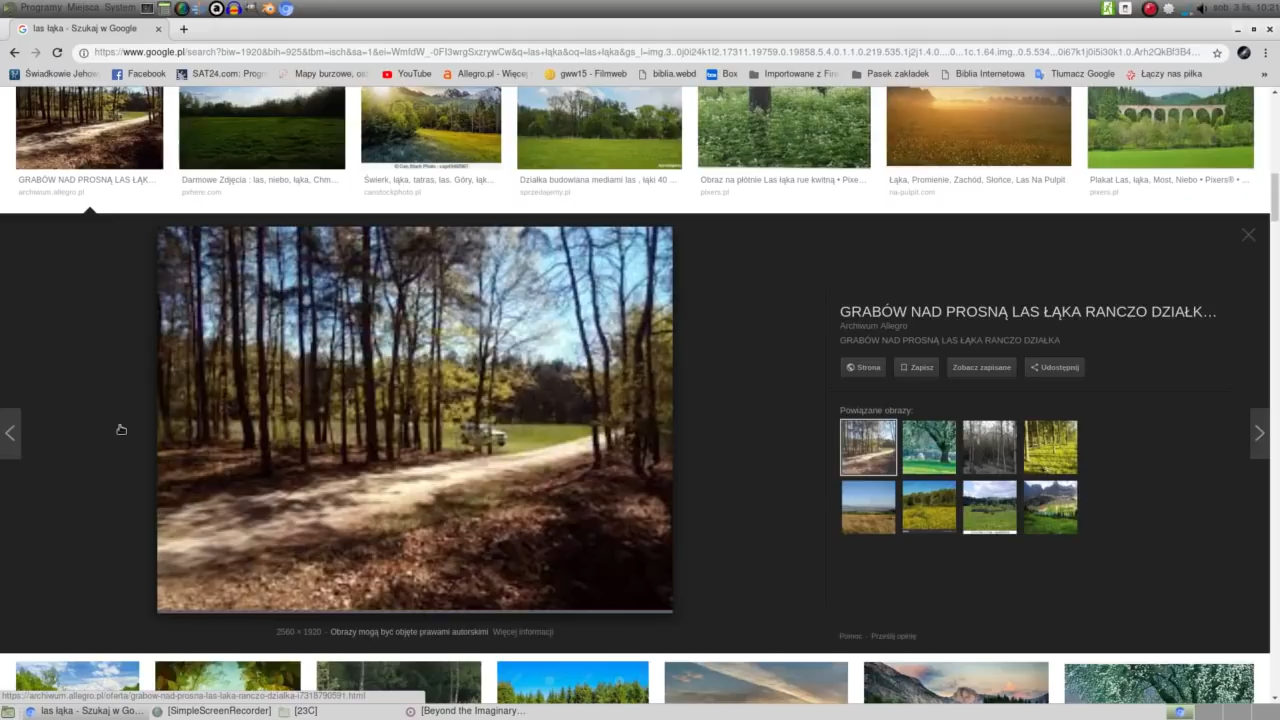 Programy Miejsca System
sob 3 lis, 10:21
las łąka - Szukaj w Google
https://www.google.pl/search?biw=1920&bih=925&tbm=isch&sa=1&ei=WmfdW_-0FI3wrgSxzrywCw&q=las+łąka&oq=las+łąka&gs_l=img.3..0j0i24k1l2.17311.19759.0.19658.5.4.0.1.1.0.219.535.1j2j1.4.0....0...1c.1.64.img..0.5.534...0i67k1j0i5i30k1.0.Arh2QkBf3B4...
Świadkowie Jehow Facebook SAT24.com: Progn Mapy burzowe, os YouTube Allegro.pl - Więcej gww15 - Filmweb biblia.webd Box Importowane z Fire Pasek zakładek Biblia Internetowa Tłumacz Google Łączy nas piłka »
GRABÓW NAD PROSNĄ LAS ŁĄK...
archiwum.allegro.pl
Darmowe Zdjęcia : las, niebo, łąka, Chm...
pxhere.com
Świerk, łąka, tatras, las. Góry, łąk...
canstockphoto.pl
Działka budowlana mediami las , łąki 40 ...
sprzedajemy.pl
Obraz na płótnie Las łąka rue kwitną • Pixe...
pixers.pl
Łąka, Promienie, Zachód, Słońce, Las Na Pulpit
na-pulpit.com
Plakat Las, łąka, Most, Niebo • Pixers® • ...
pixers.pl
GRABÓW NAD PROSNĄ LAS ŁĄKA RANCZO DZIAŁK...
Archiwum Allegro
GRABÓW NAD PROSNĄ LAS ŁĄKA RANCZO DZIAŁKA
Strona Zapisz Zobacz zapisane Udostępnij
Powiązane obrazy:
2560 × 1920 - Obrazy mogą być objęte prawami autorskimi Więcej informacji
Pomoc - Prześlij opinię
https://archiwum.allegro.pl/oferta/grabow-nad-prosna-las-laka-ranczo-dzialka-i7318790591.html
las łąka - Szukaj w Go... [SimpleScreenRecorder] [23C] [Beyond the Imaginary...